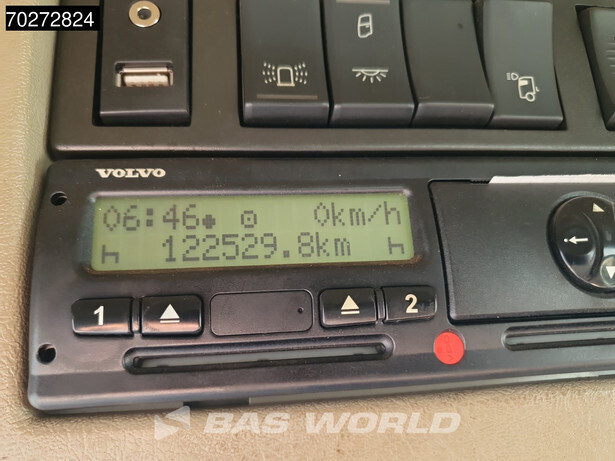 70272824
VOLVO
06:46 0km/h
122529.8km
1 2
BAS WORLD